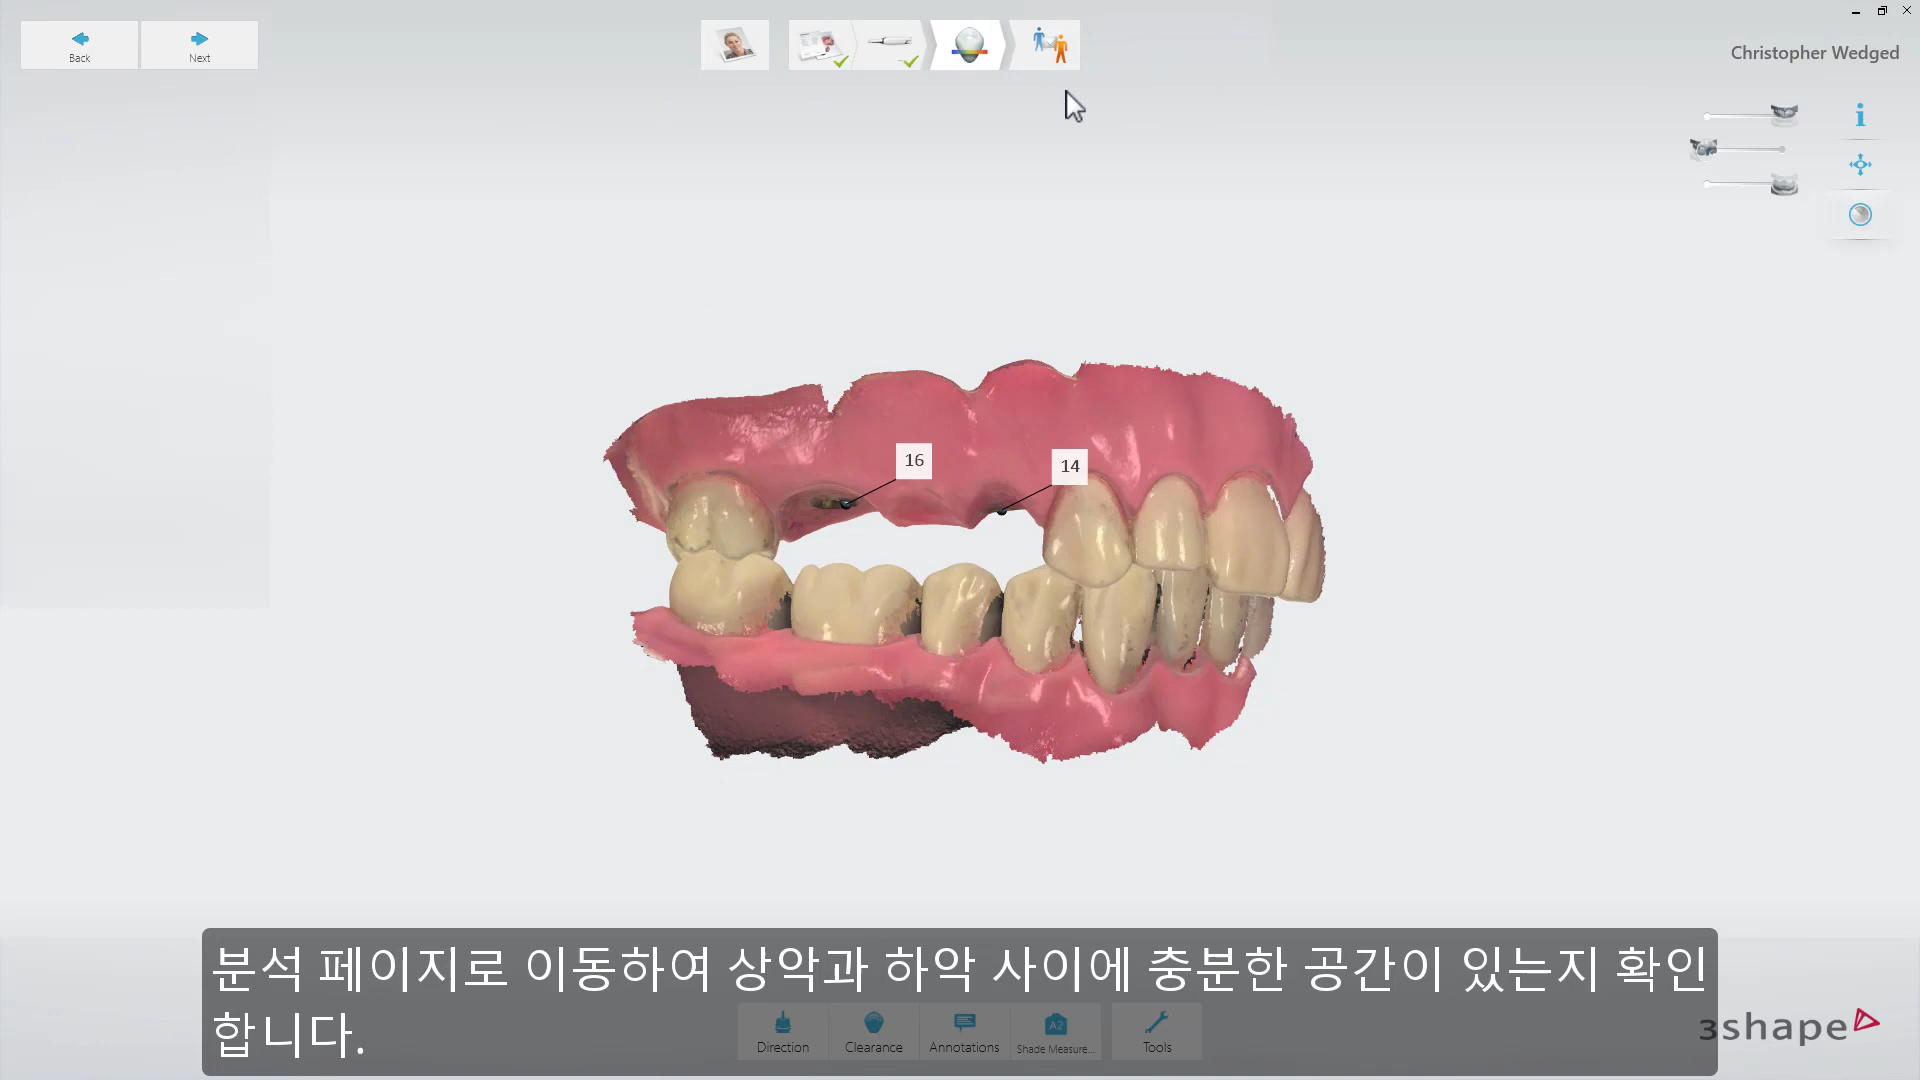 Back
Next
Christopher Wedged
i
16
14
분석 페이지로 이동하여 상악과 하악 사이에 충분한 공간이 있는지 확인
합니다.
A2
Direction
Clearance
Annotations
Shade Measure...
Tools
3shape